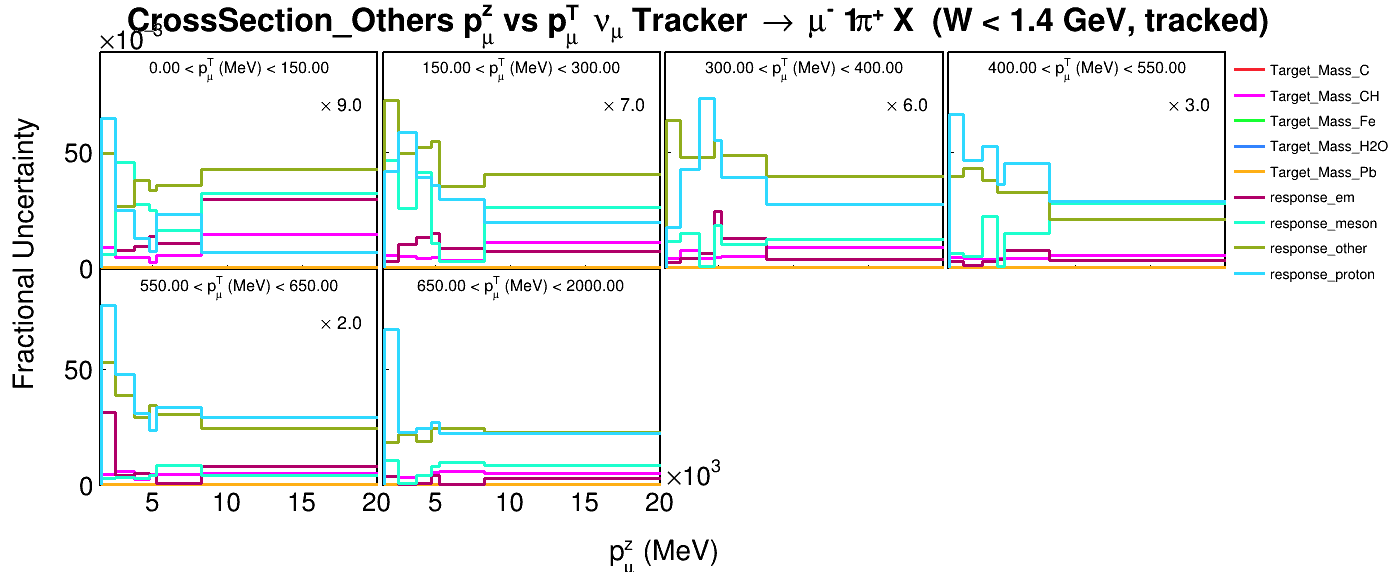 CrossSection_Others p^z_μ vs p^T_μ ν_μ Tracker → μ^- 1π^+ X (W < 1.4 GeV, tracked)
×10^-3
0.00 < p^T_μ (MeV) < 150.00
150.00 < p^T_μ (MeV) < 300.00
300.00 < p^T_μ (MeV) < 400.00
400.00 < p^T_μ (MeV) < 550.00
× 9.0
× 7.0
× 6.0
× 3.0
Target_Mass_C
Target_Mass_CH
Target_Mass_Fe
Target_Mass_H2O
Target_Mass_Pb
response_em
response_meson
response_other
response_proton
Fractional Uncertainty
50
0
550.00 < p^T_μ (MeV) < 650.00
650.00 < p^T_μ (MeV) < 2000.00
× 2.0
50
0
5 10 15 20
5 10 15 20
×10^3
p^z_μ (MeV)